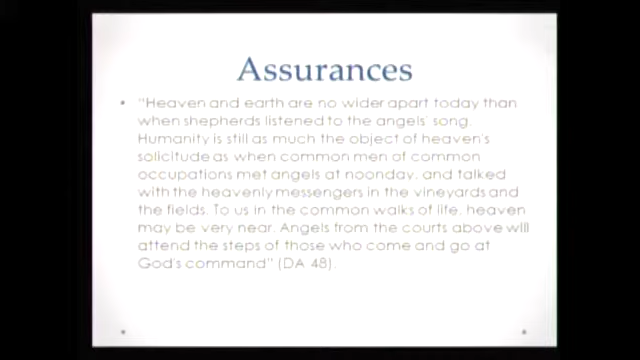 Assurances
• "Heaven and earth are no wider apart today than
when shepherds listened to the angels' song.
Humanity is still as much the object of heaven's
solicitude as when common men of common
occupations met angels at noonday, and talked
with the heavenly messengers in the vineyards and
the fields. To us in the common walks of life, heaven
may be very near. Angels from the courts above will
attend the steps of those who come and go at
God's command" (DA 48).